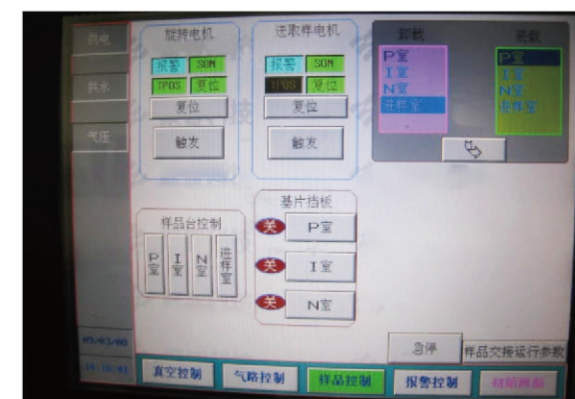 供电
供水
气压
旋转电机
报警 SON
TPOS 复位
复位
触发
送取样电机
报警 SON
TPOS 复位
复位
触发
卸载
P室
I室
N室
进样室
装载
P室
I室
N室
进样室
样品台控制
P室
I室
N室
进样室
基片挡板
关 P室
关 I室
关 N室
急停
样品交接运行参数
真空控制
气路控制
样品控制
报警控制
初始画面